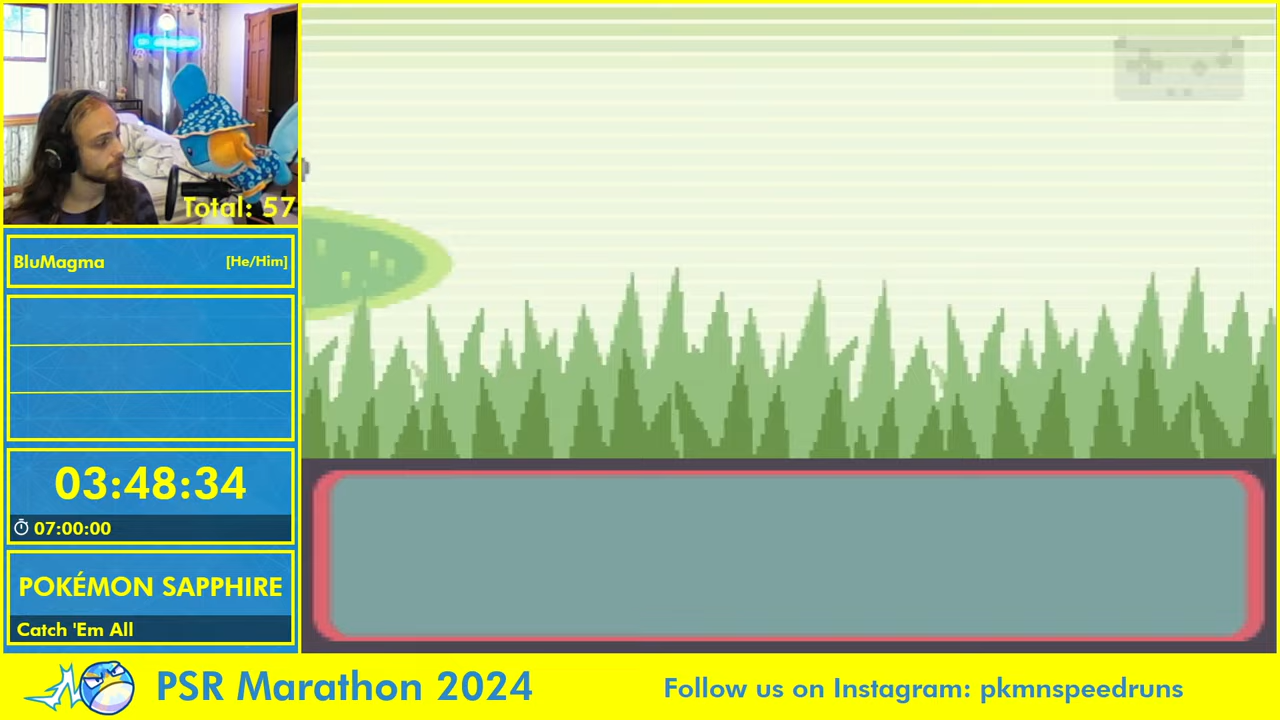 Total: 57
BluMagma [He/Him]
03:48:34
07:00:00
POKÉMON SAPPHIRE
Catch 'Em All
PSR Marathon 2024
Follow us on Instagram: pkmnspeedruns